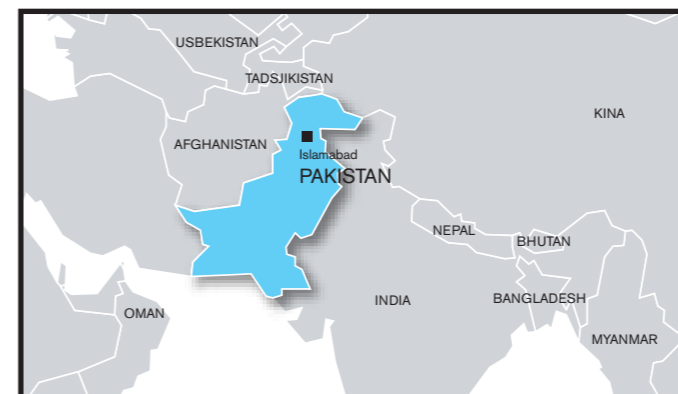 USBEKISTAN
TADSJIKISTAN
KINA
AFGHANISTAN
Islamabad
PAKISTAN
NEPAL
BHUTAN
INDIA
BANGLADESH
OMAN
MYANMAR